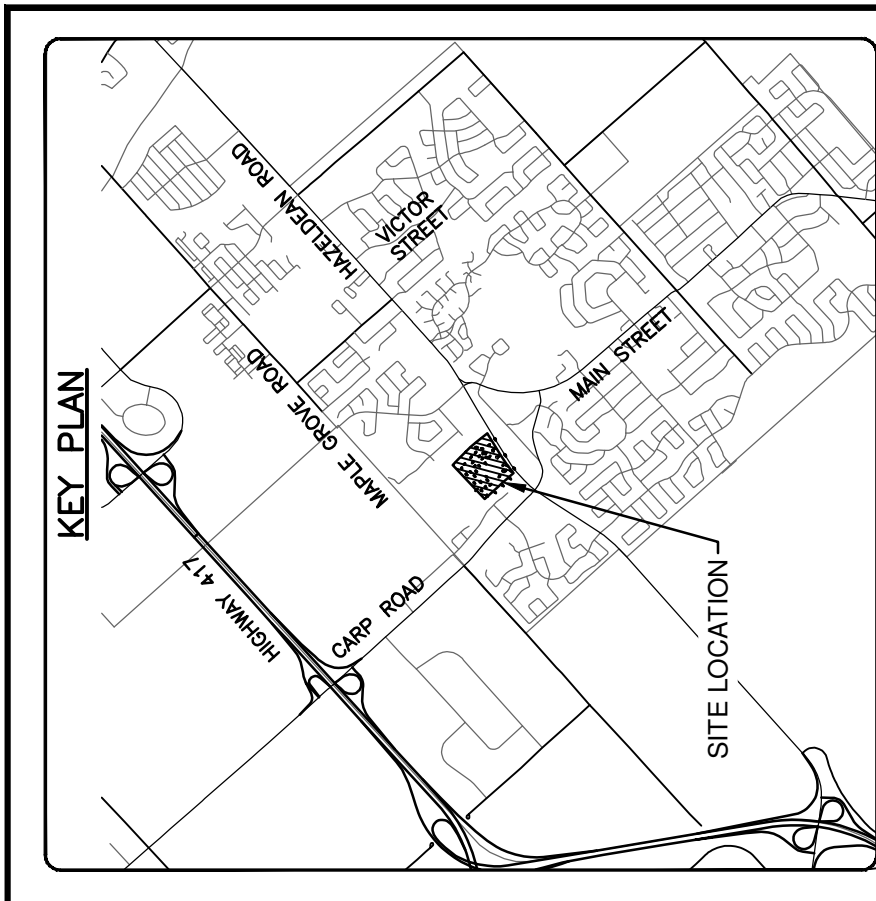 KEY PLAN
HAZELDEAN ROAD
VICTOR
STREET
MAPLE GROVE ROAD
MAIN STREET
HIGHWAY 417
CARP ROAD
SITE LOCATION